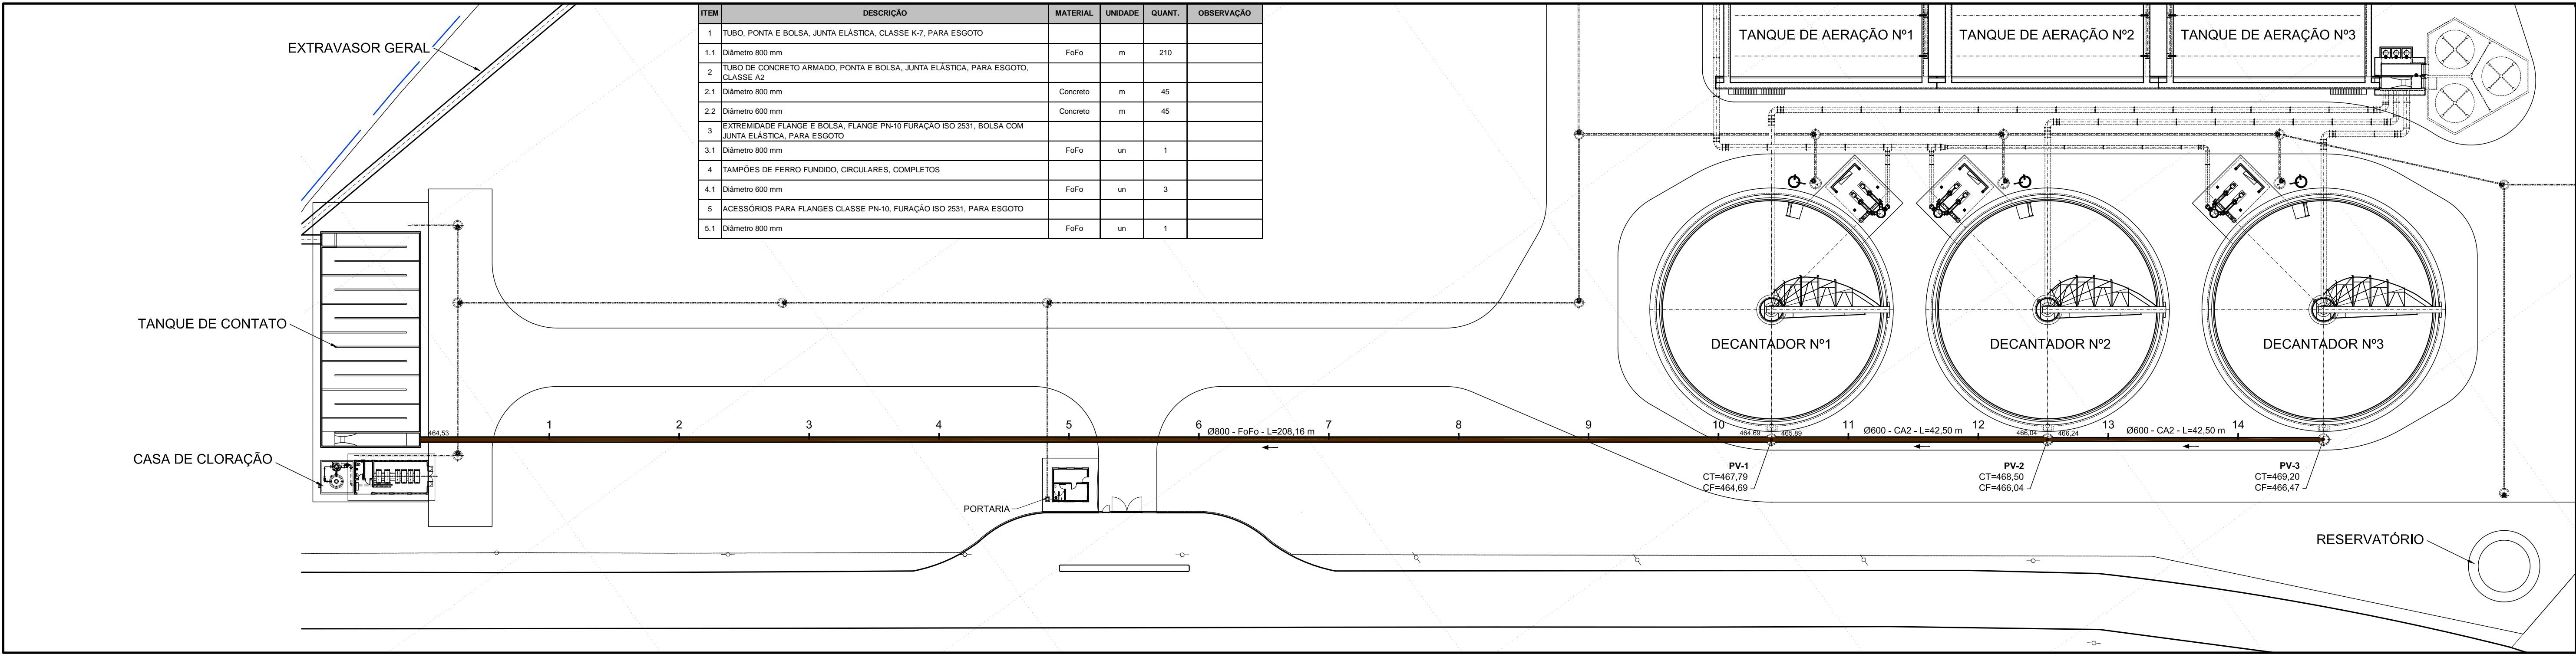 ITEM DESCRIÇÃO MATERIAL UNIDADE QUANT. OBSERVAÇÃO
1 TUBO, PONTA E BOLSA, JUNTA ELÁSTICA, CLASSE K-7, PARA ESGOTO
1.1 Diâmetro 800 mm FoFo m 210
2 TUBO DE CONCRETO ARMADO, PONTA E BOLSA, JUNTA ELÁSTICA, PARA ESGOTO,
CLASSE A2
2.1 Diâmetro 800 mm Concreto m 45
2.2 Diâmetro 600 mm Concreto m 45
3 EXTREMIDADE FLANGE E BOLSA, FLANGE PN-10 FURAÇÃO ISO 2531, BOLSA COM
JUNTA ELÁSTICA, PARA ESGOTO
3.1 Diâmetro 800 mm FoFo un 1
4 TAMPÕES DE FERRO FUNDIDO, CIRCULARES, COMPLETOS
4.1 Diâmetro 600 mm FoFo un 3
5 ACESSÓRIOS PARA FLANGES CLASSE PN-10, FURAÇÃO ISO 2531, PARA ESGOTO
5.1 Diâmetro 800 mm FoFo un 1
EXTRAVASOR GERAL
TANQUE DE AERAÇÃO Nº1
TANQUE DE AERAÇÃO Nº2
TANQUE DE AERAÇÃO Nº3
TANQUE DE CONTATO
DECANTADOR Nº1
DECANTADOR Nº2
DECANTADOR Nº3
1 2 3 4 5 6 7 8 9 10 11 12 13 14
464,53
Ø800 - FoFo - L=208,16 m
464,69 465,89
Ø600 - CA2 - L=42,50 m
466,04 466,24
Ø600 - CA2 - L=42,50 m
CASA DE CLORAÇÃO
PV-1
CT=467,79
CF=464,69
PV-2
CT=468,50
CF=466,04
PV-3
CT=469,20
CF=466,47
PORTARIA
RESERVATÓRIO